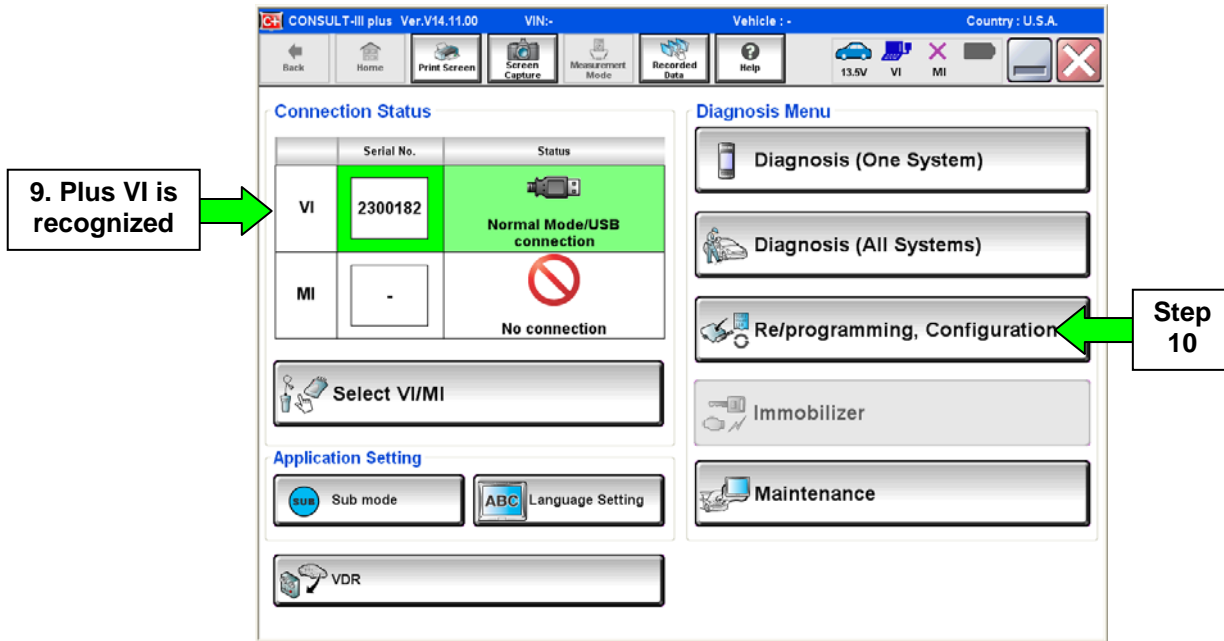 C+ CONSULT-III plus Ver.V14.11.00 VIN:- Vehicle : - Country : U.S.A.
Back
Home
Print Screen
Screen
Capture
Measurement
Mode
Recorded
Data
Help
13.5V VI MI
Connection Status
Serial No. Status
VI
2300182
Normal Mode/USB
connection
MI
-
No connection
Select VI/MI
Application Setting
SUB Sub mode
ABC Language Setting
VDR
Diagnosis Menu
Diagnosis (One System)
Diagnosis (All Systems)
Re/programming, Configuration
Immobilizer
Maintenance
9. Plus VI is
recognized
Step
10